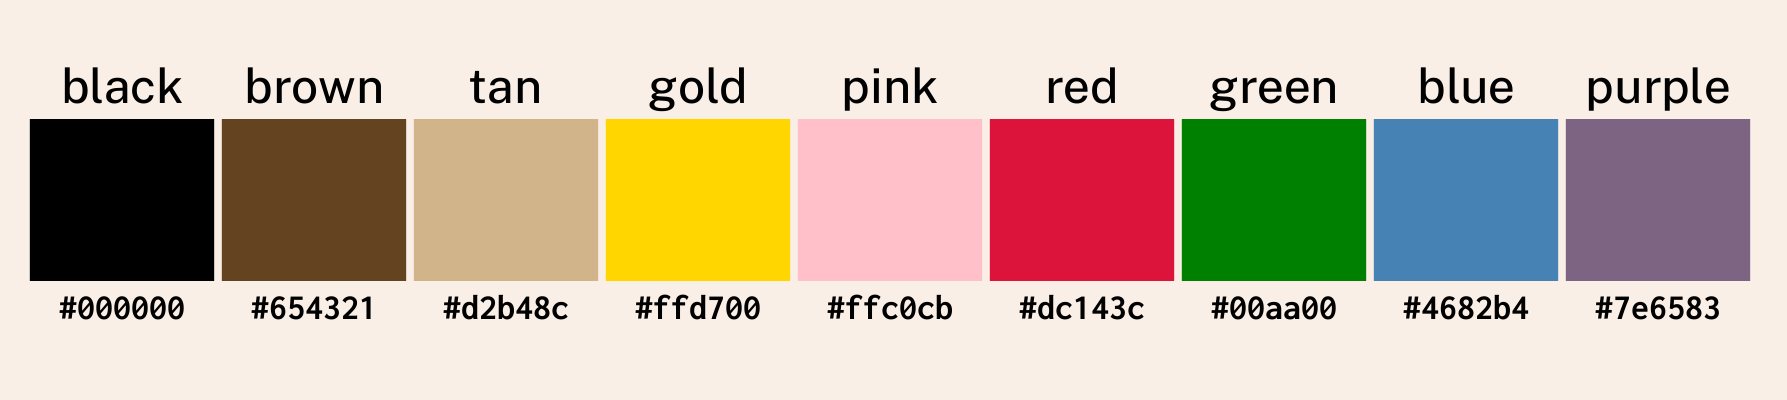 black brown tan gold pink red green blue purple
#000000 #654321 #d2b48c #ffd700 #ffc0cb #dc143c #00aa00 #4682b4 #7e6583